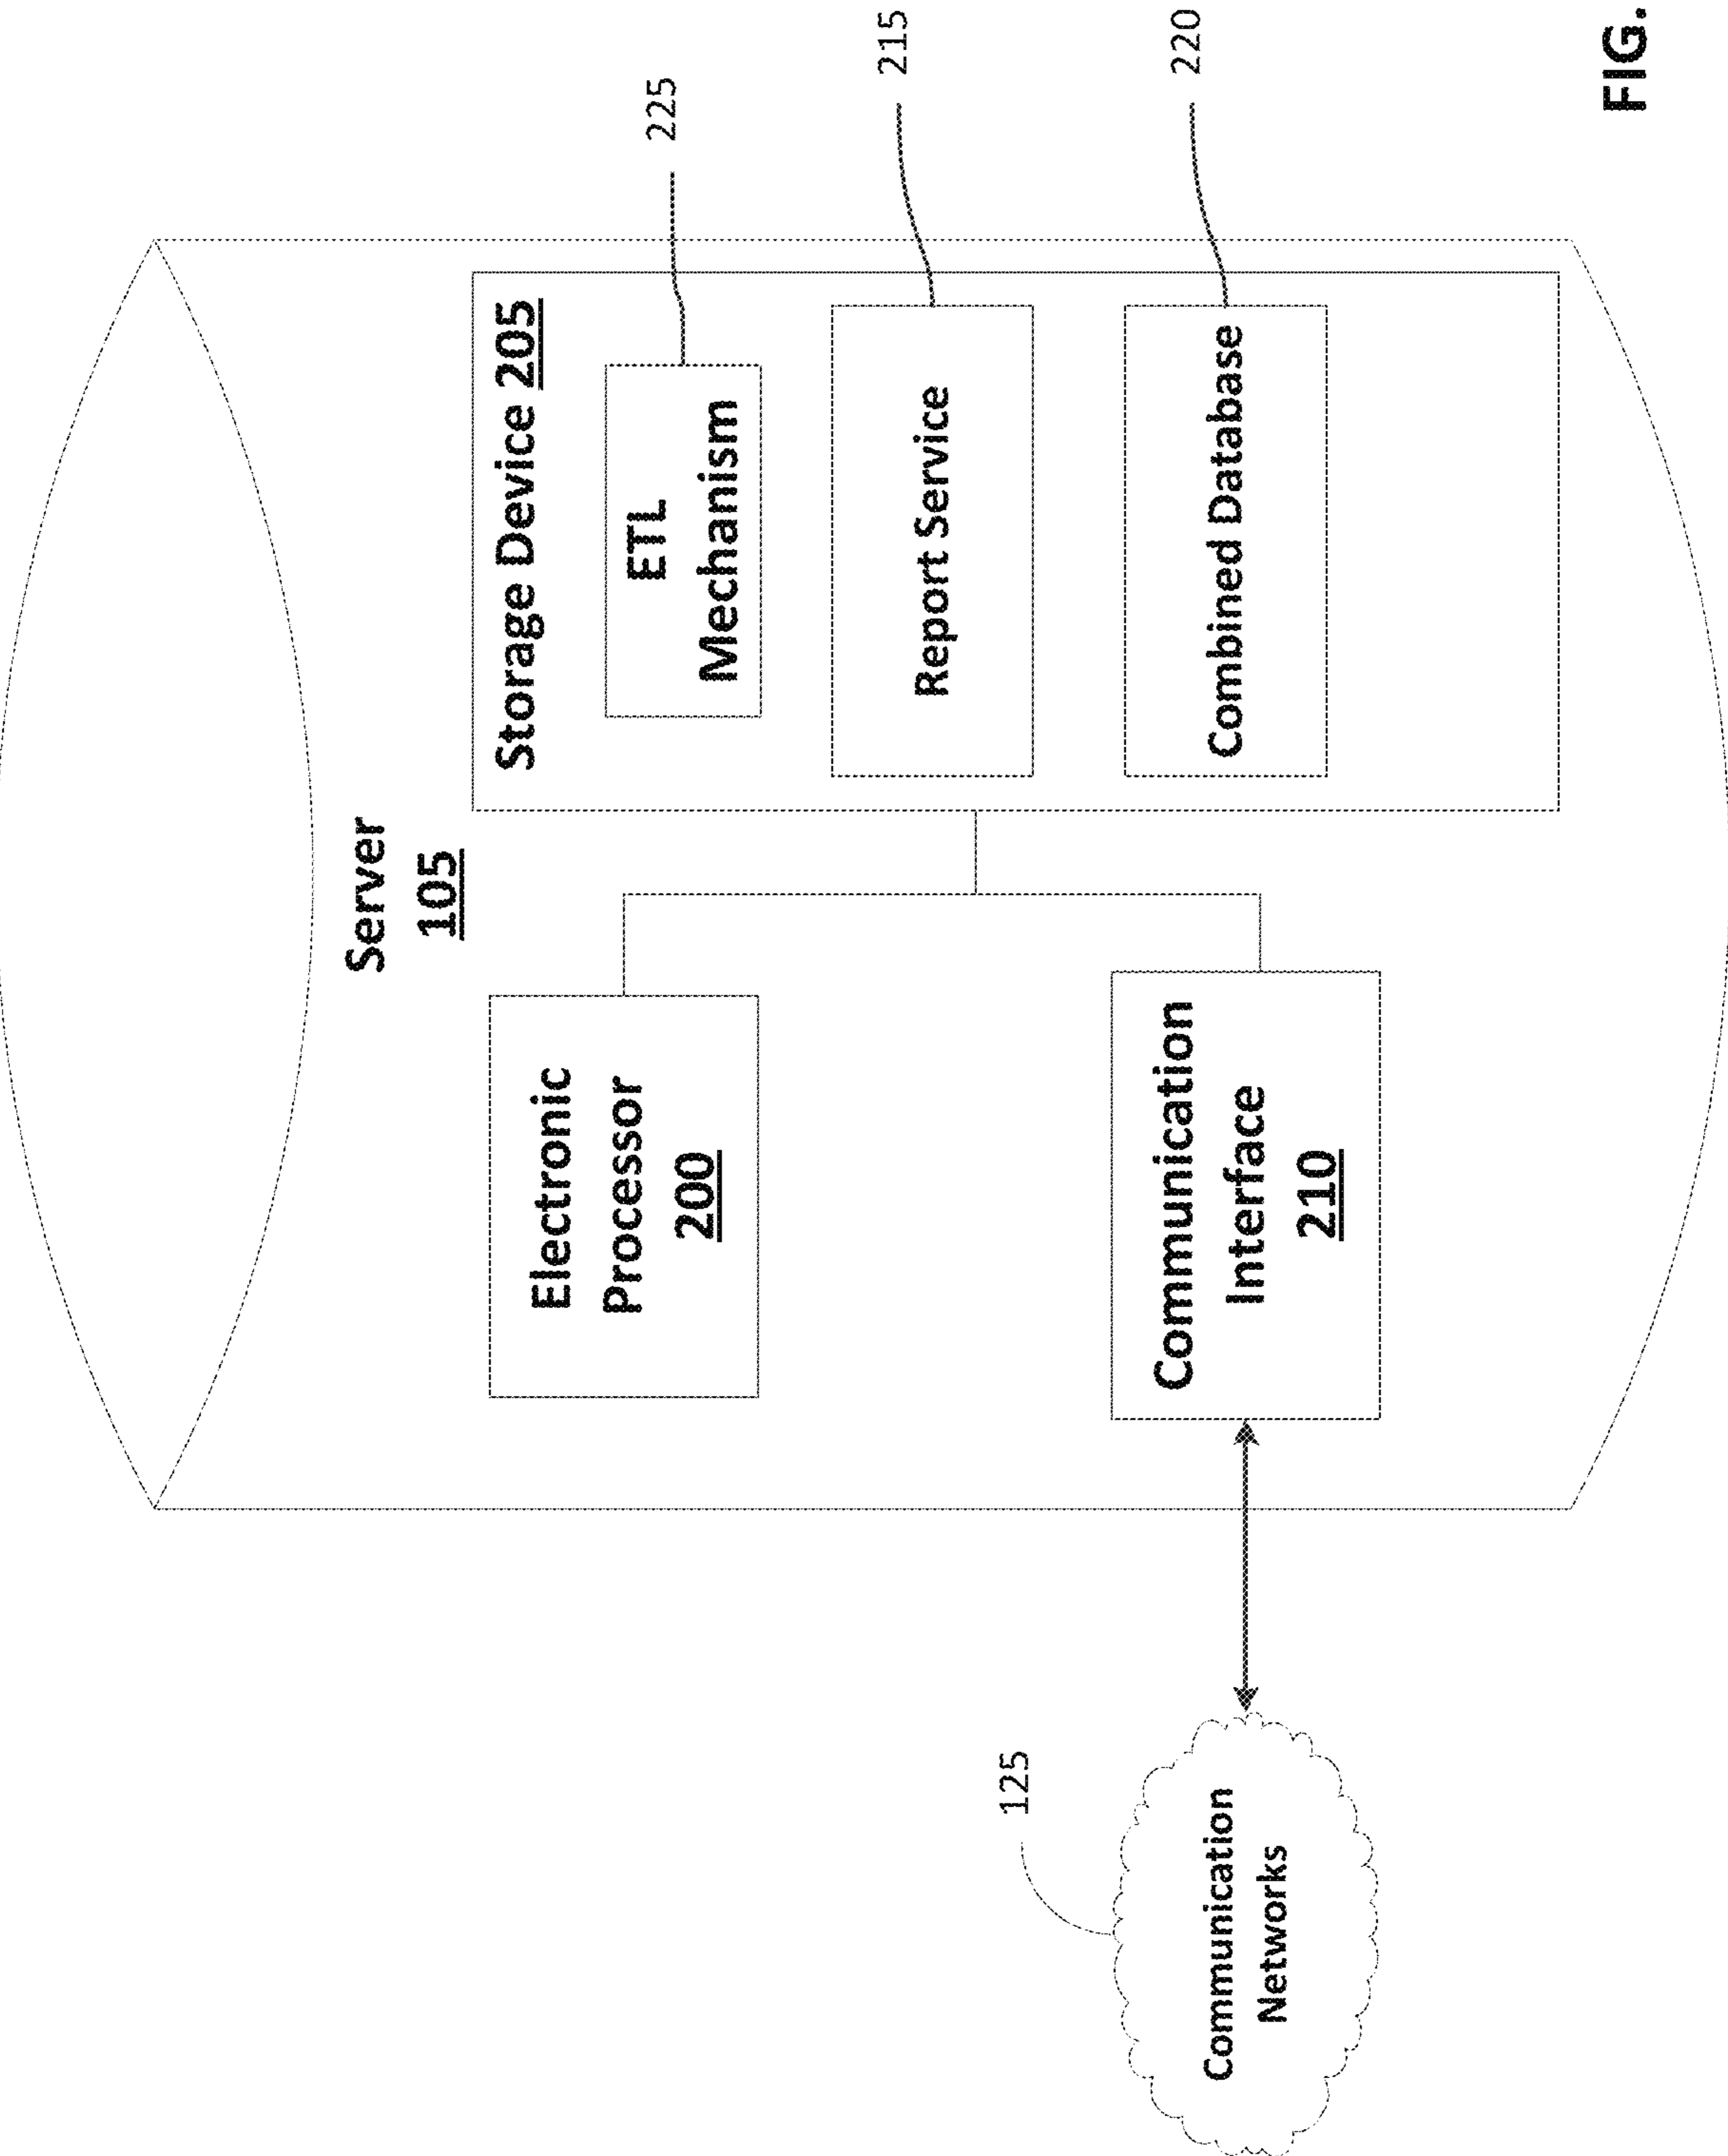 Server
105
Storage Device 205
ETL
Mechanism
225
Electronic
Processor
200
Report Service
215
Communication
Interface
210
Combined Database
220
125
Communication
Networks
FIG.